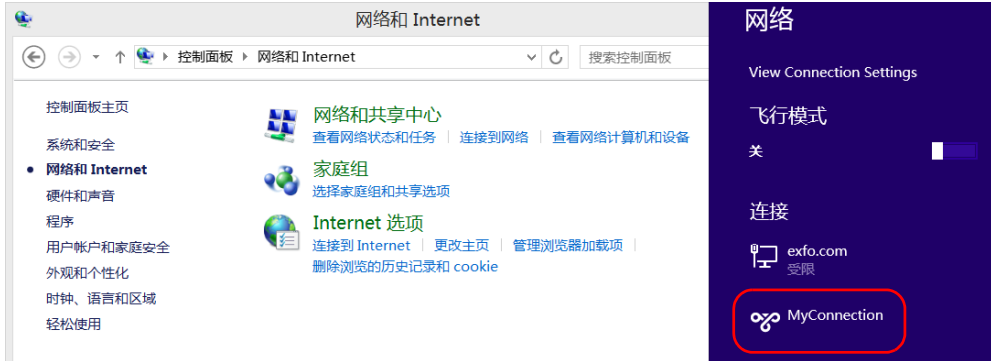 网络和 Internet
控制面板 网络和 Internet 搜索控制面板
控制面板主页
系统和安全
网络和 Internet
硬件和声音
程序
用户帐户和家庭安全
外观和个性化
时钟、语言和区域
轻松使用
网络和共享中心
查看网络状态和任务 连接到网络 查看网络计算机和设备
家庭组
选择家庭组和共享选项
Internet 选项
连接到 Internet 更改主页 管理浏览器加载项
删除浏览的历史记录和 cookie
网络
View Connection Settings
飞行模式
关
连接
exfo.com
受限
MyConnection